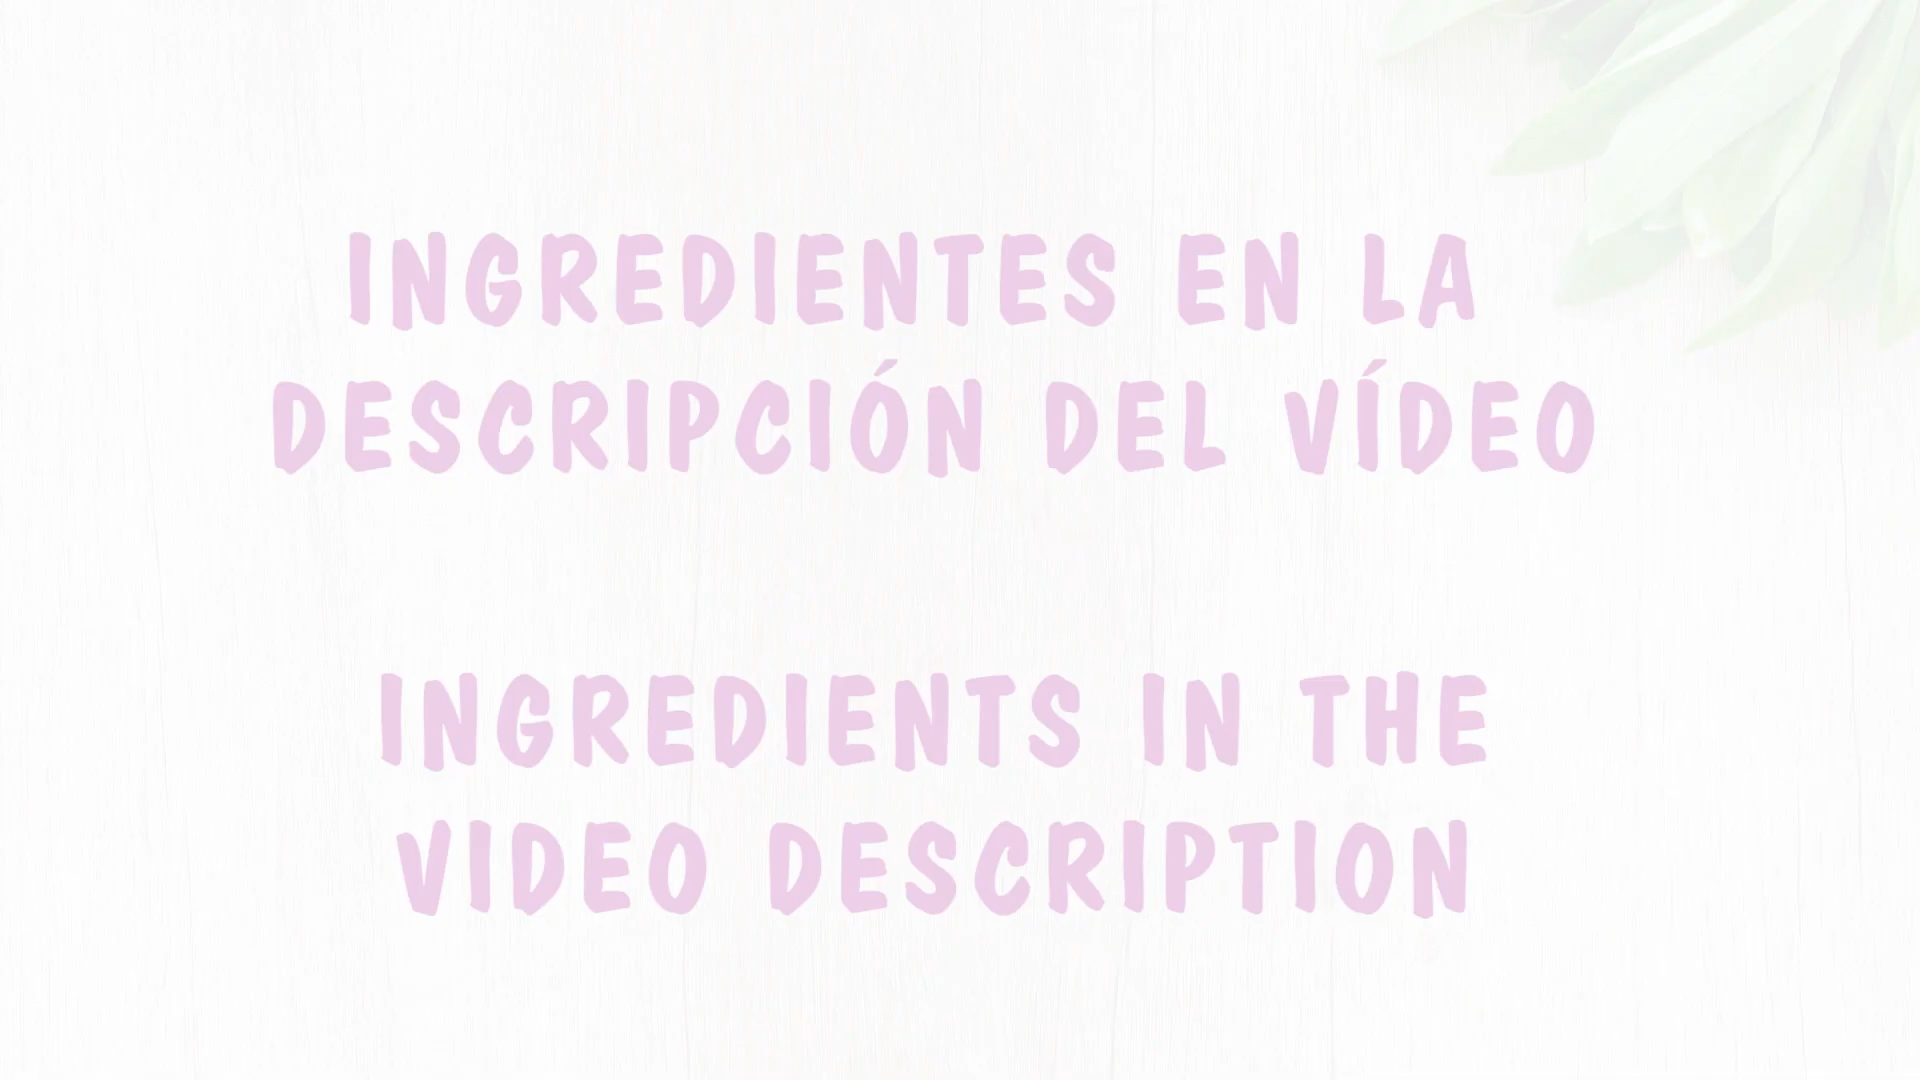 INGREDIENTES EN LA
DESCRIPCIÓN DEL VÍDEO
INGREDIENTS IN THE
VIDEO DESCRIPTION